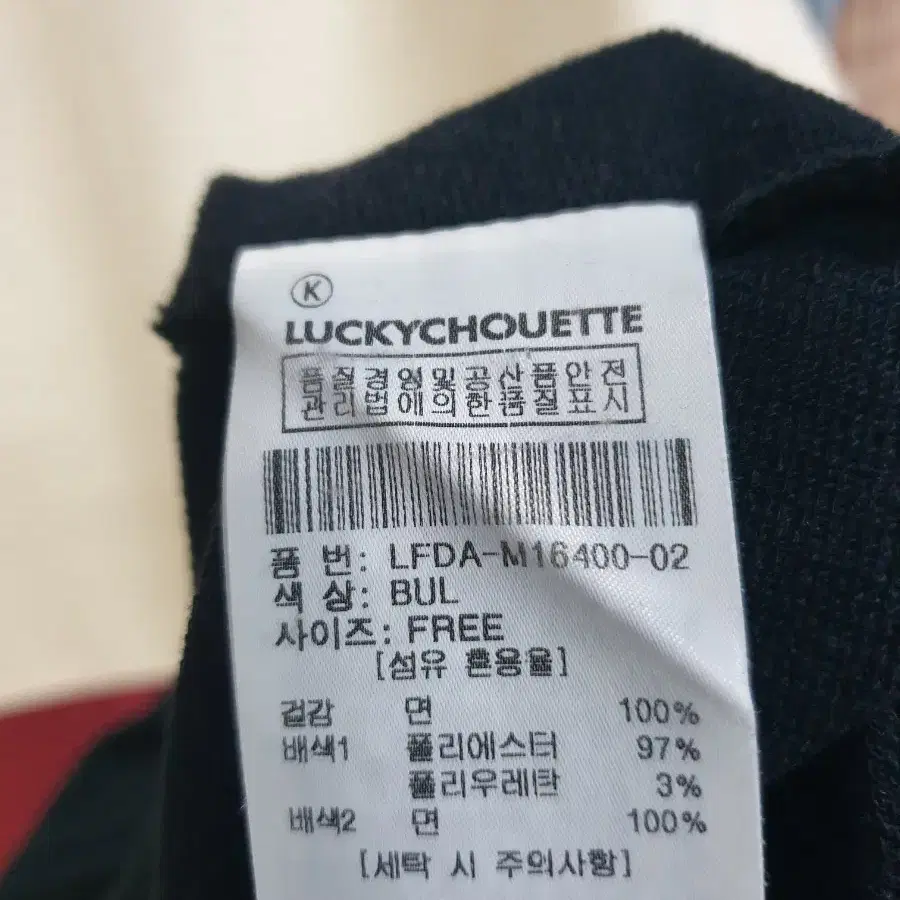 K
LUCKYCHOUETTE
품질경영및공산품안전
관리법에의한품질표시
품 번: LFDA-M16400-02
색 상: BUL
사이즈: FREE
[섬유 혼용율]
겉감 면 100%
배색1 폴리에스터 97%
폴리우레탄 3%
배색2 면 100%
[세탁 시 주의사항]